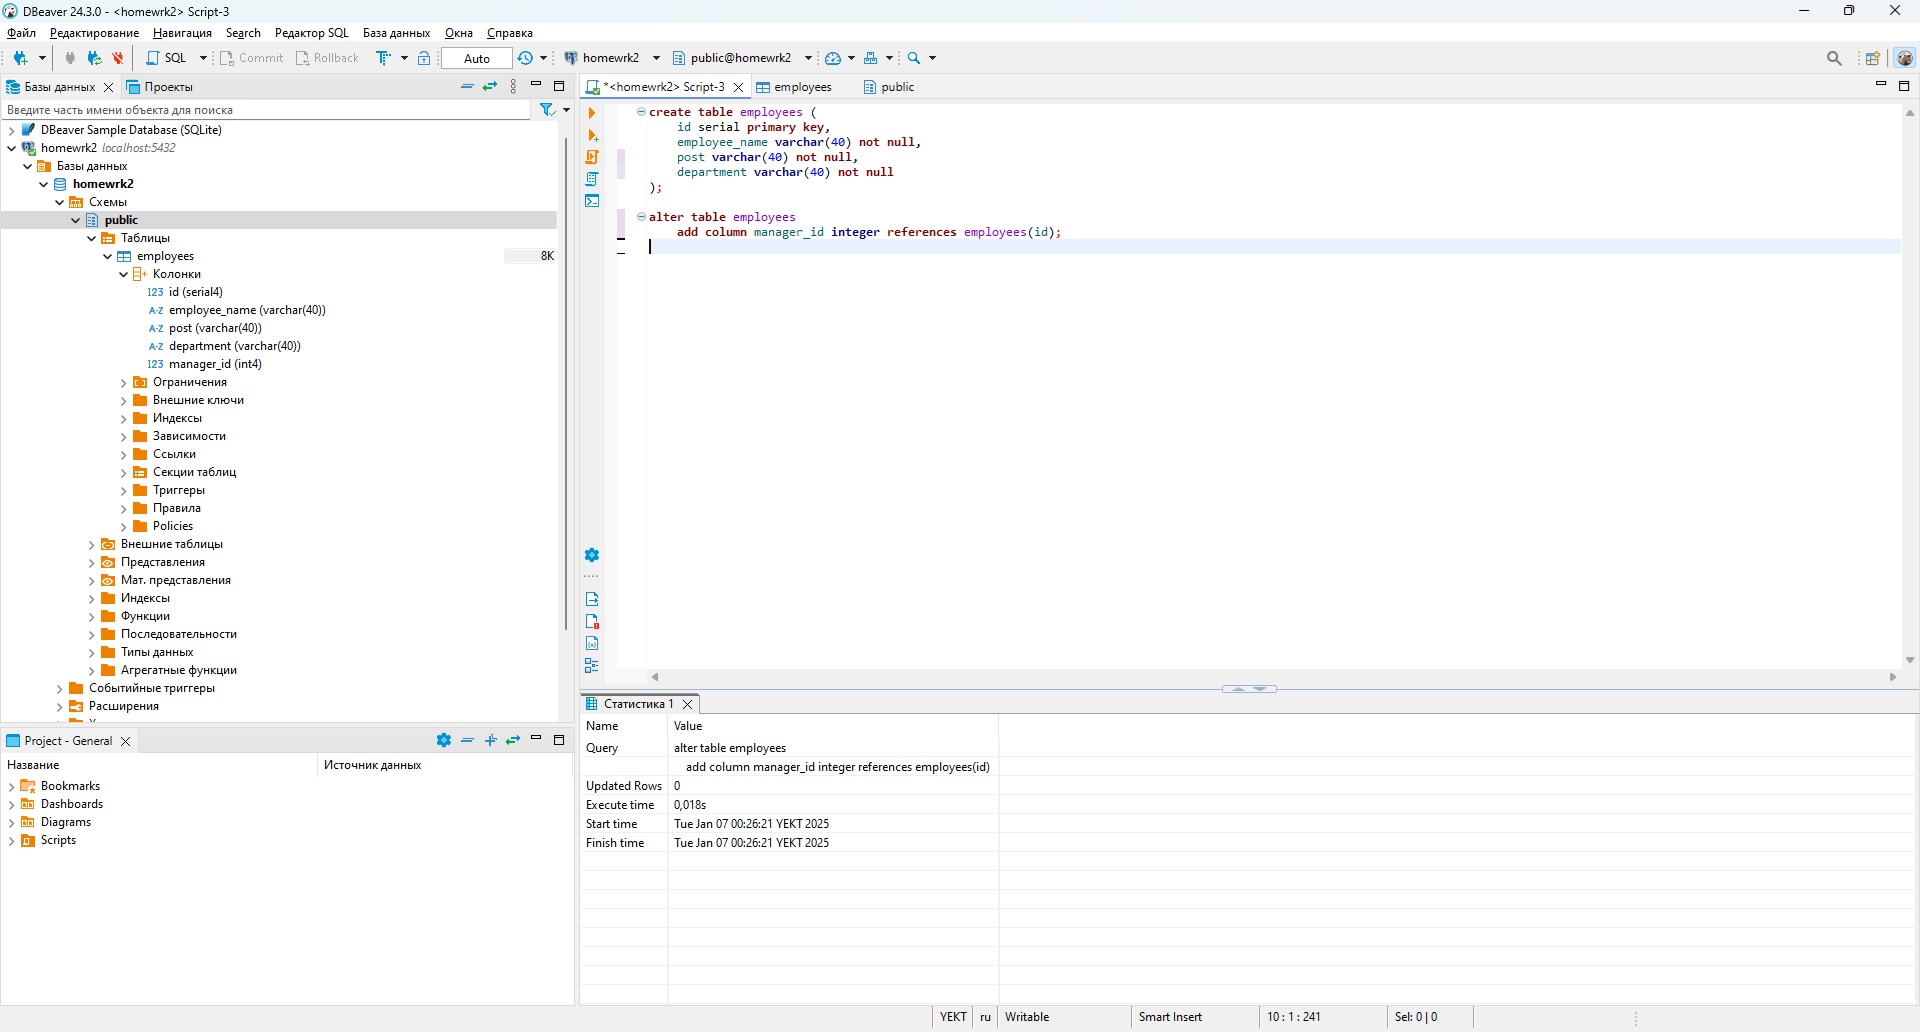 DBeaver 24.3.0 - <homewrk2> Script-3
Файл Редактирование Навигация Search Редактор SQL База данных Окна Справка
SQL Commit Rollback Auto homewrk2 public@homewrk2
Базы данных Проекты
Введите часть имени объекта для поиска
DBeaver Sample Database (SQLite)
homewrk2 localhost:5432
Базы данных
homewrk2
Схемы
public
Таблицы
employees 8K
Колонки
123 id (serial4)
A-Z employee_name (varchar(40))
A-Z post (varchar(40))
A-Z department (varchar(40))
123 manager_id (int4)
Ограничения
Внешние ключи
Индексы
Зависимости
Ссылки
Секции таблиц
Триггеры
Правила
Policies
Внешние таблицы
Представления
Мат. представления
Индексы
Функции
Последовательности
Типы данных
Агрегатные функции
Событийные триггеры
Расширения
Project - General
Название Источник данных
Bookmarks
Dashboards
Diagrams
Scripts
*<homewrk2> Script-3 employees public
create table employees (
id serial primary key,
employee_name varchar(40) not null,
post varchar(40) not null,
department varchar(40) not null
);
alter table employees
add column manager_id integer references employees(id);
Статистика 1
Name Value
Query alter table employees
add column manager_id integer references employees(id)
Updated Rows 0
Execute time 0,018s
Start time Tue Jan 07 00:26:21 YEKT 2025
Finish time Tue Jan 07 00:26:21 YEKT 2025
YEKT ru Writable Smart Insert 10 : 1 : 241 Sel: 0 | 0